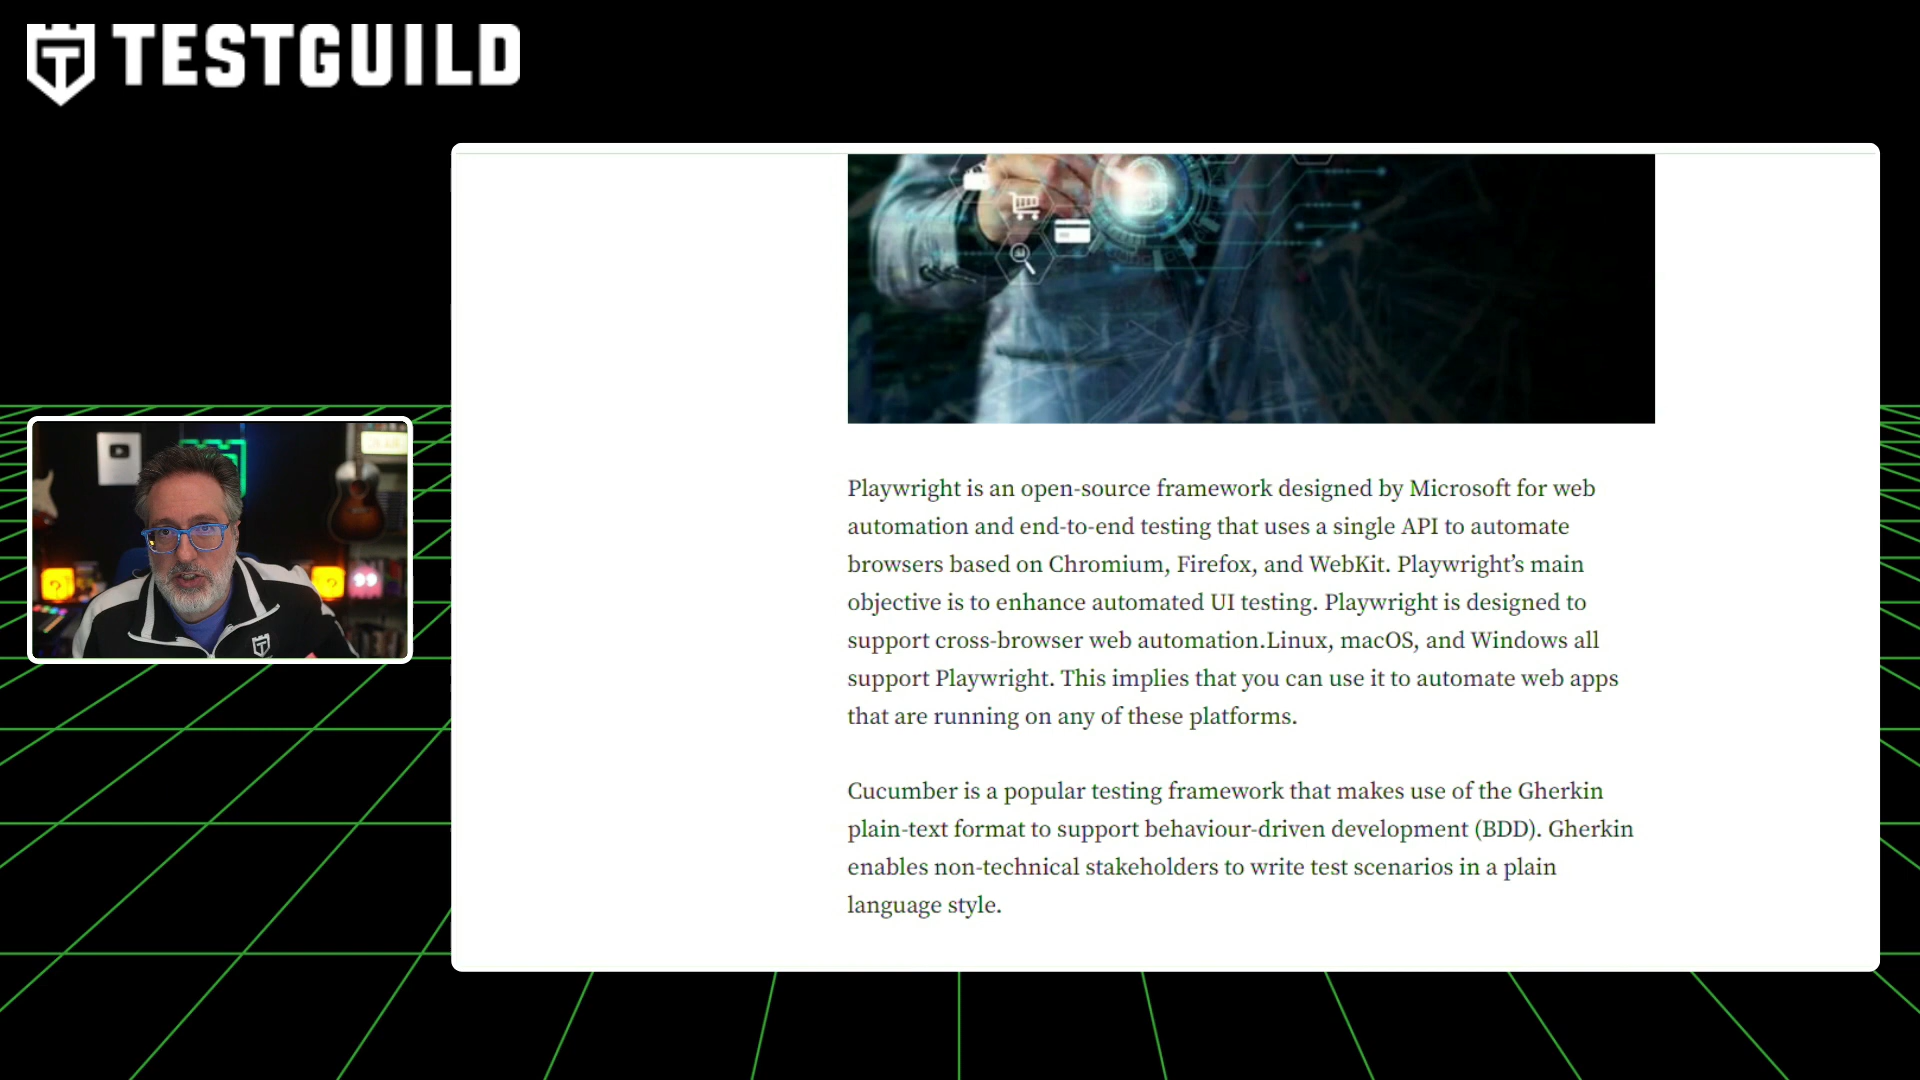 TESTGUILD
Playwright is an open-source framework designed by Microsoft for web
automation and end-to-end testing that uses a single API to automate
browsers based on Chromium, Firefox, and WebKit. Playwright’s main
objective is to enhance automated UI testing. Playwright is designed to
support cross-browser web automation.Linux, macOS, and Windows all
support Playwright. This implies that you can use it to automate web apps
that are running on any of these platforms.
Cucumber is a popular testing framework that makes use of the Gherkin
plain-text format to support behaviour-driven development (BDD). Gherkin
enables non-technical stakeholders to write test scenarios in a plain
language style.